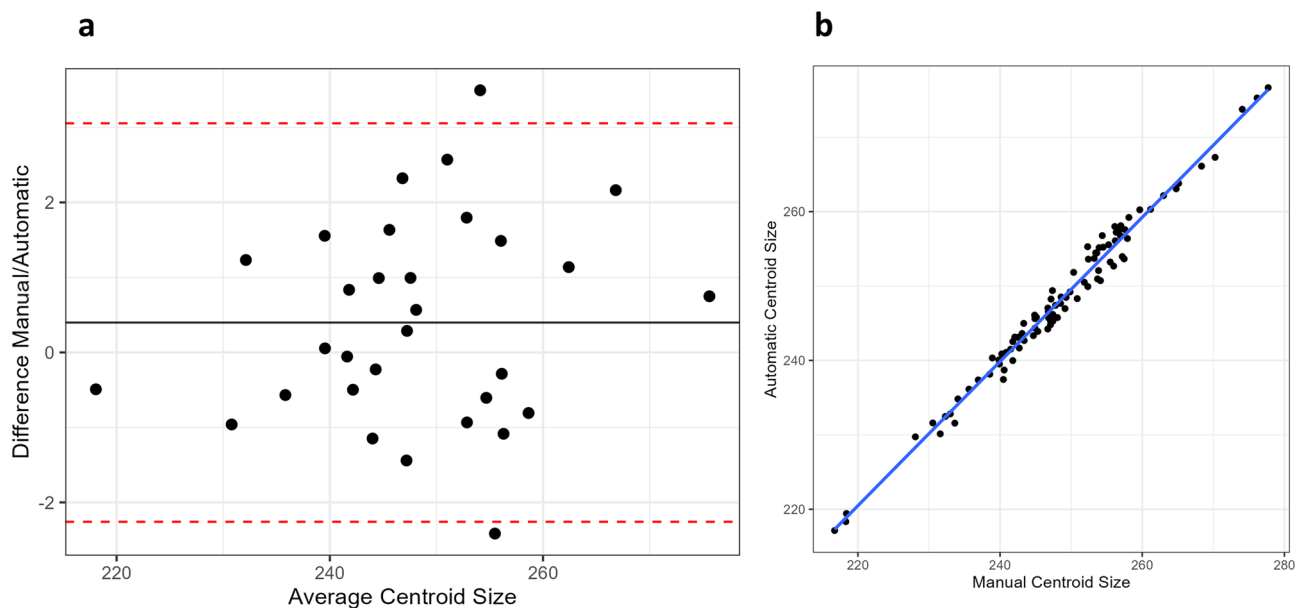 a
Difference Manual/Automatic
2
0
-2
220
240
260
Average Centroid Size
b
Automatic Centroid Size
260
240
220
220
240
260
280
Manual Centroid Size